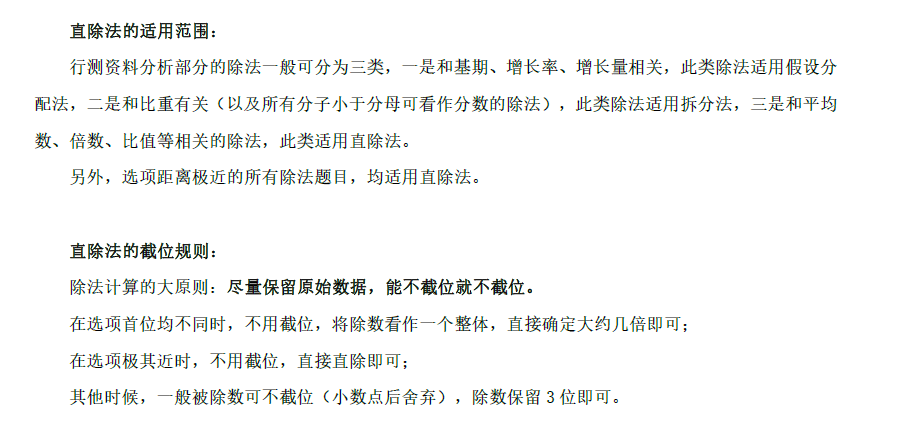 直除法的适用范围：
行测资料分析部分的除法一般可分为三类，一是和基期、增长率、增长量相关，此类除法适用假设分
配法，二是和比重有关（以及所有分子小于分母可看作分数的除法），此类除法适用拆分法，三是和平均
数、倍数、比值等相关的除法，此类适用直除法。
另外，选项距离极近的所有除法题目，均适用直除法。
直除法的截位规则：
除法计算的大原则：尽量保留原始数据，能不截位就不截位。
在选项首位均不同时，不用截位，将除数看作一个整体，直接确定大约几倍即可；
在选项极其近时，不用截位，直接直除即可；
其他时候，一般被除数可不截位（小数点后舍弃），除数保留 3 位即可。